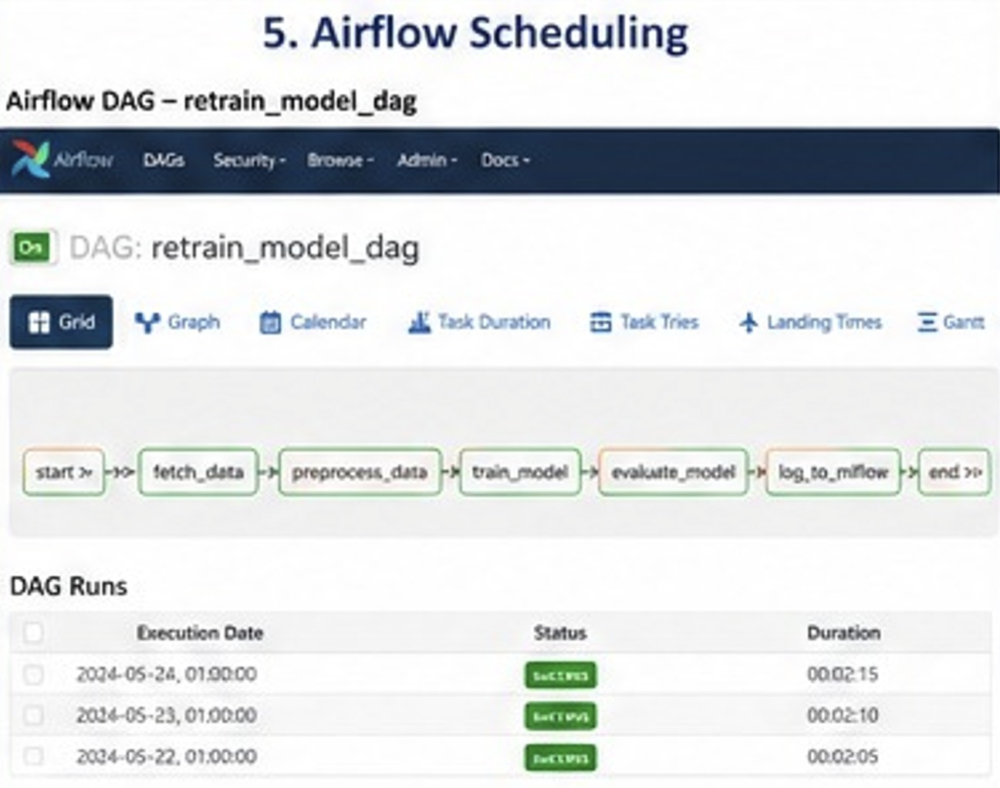 5. Airflow Scheduling
Airflow DAG – retrain_model_dag
Airflow DAGs Security Browse Admin Docs
On DAG: retrain_model_dag
Grid Graph Calendar Task Duration Task Tries Landing Times Gantt
start fetch_data preprocess_data train_model evaluate_model log_to_mlflow end
DAG Runs
Execution Date Status Duration
2024-05-24, 01:00:00 00:02:15
2024-05-23, 01:00:00 00:02:10
2024-05-22, 01:00:00 00:02:05